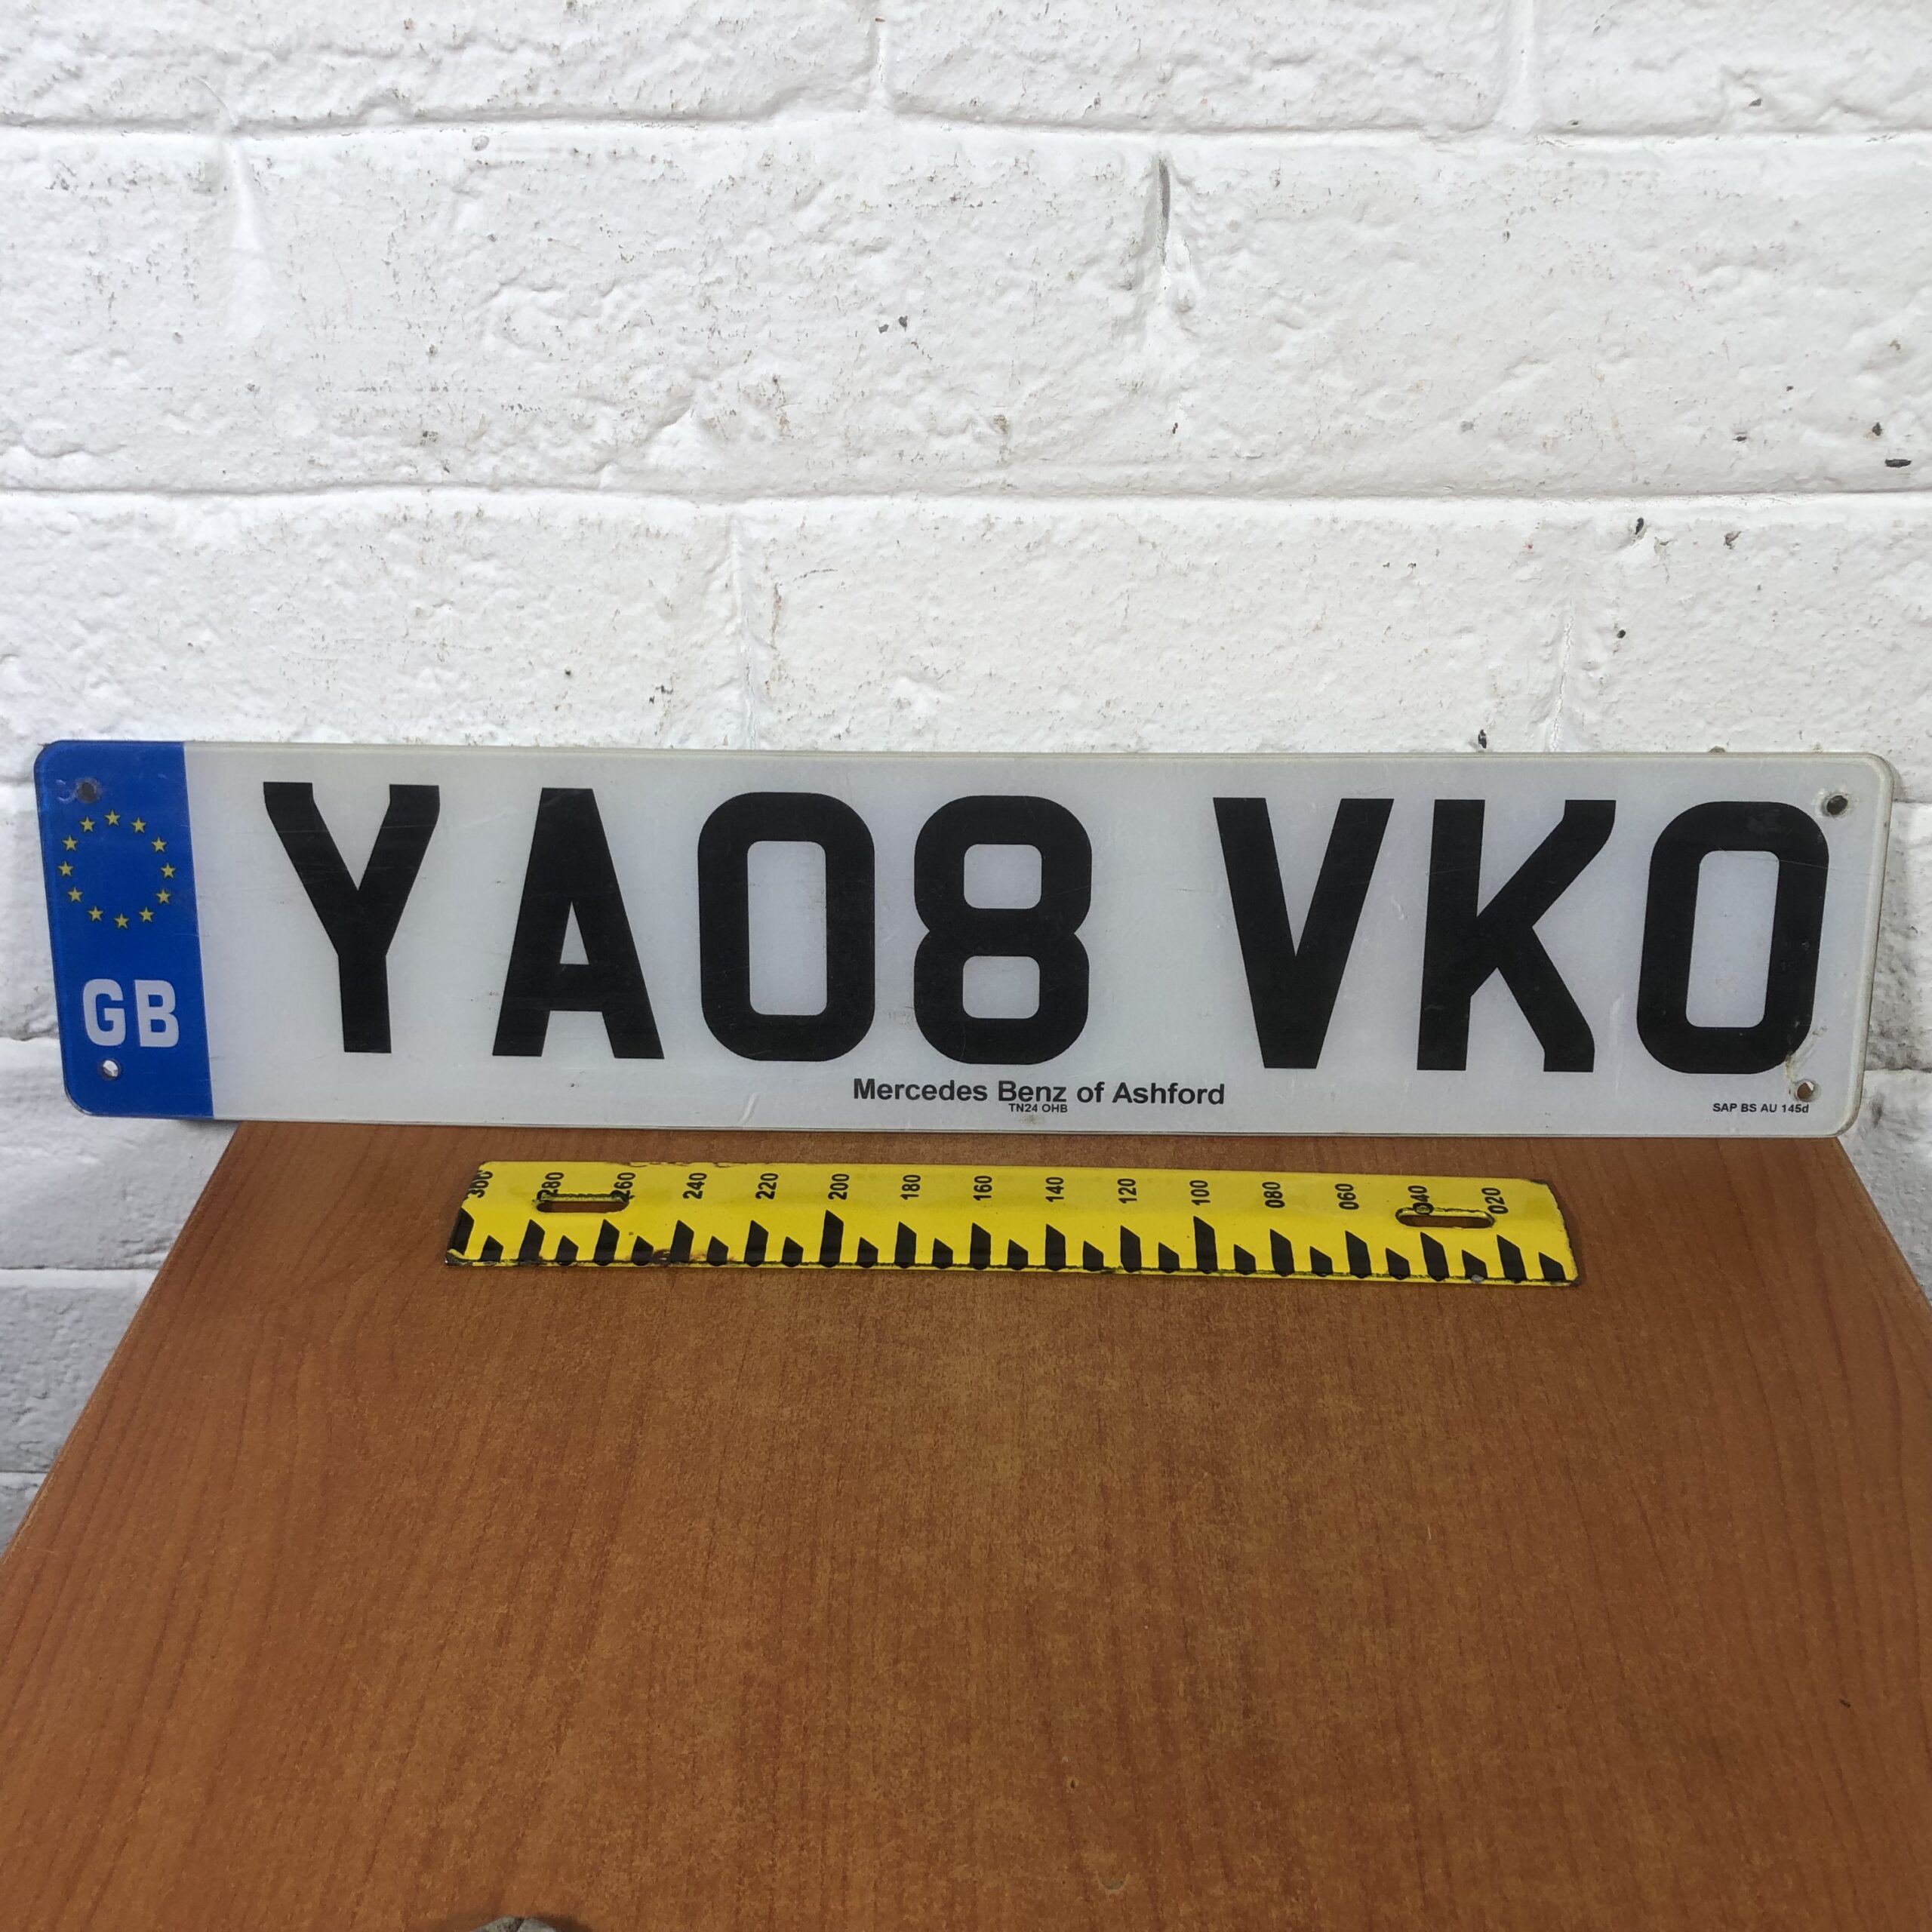 YA08 VKO
GB
Mercedes Benz of Ashford
TN24 OHB
SAP BS AU 145d
300 280 260 240 220 200 180 160 140 120 100 080 060 040 020